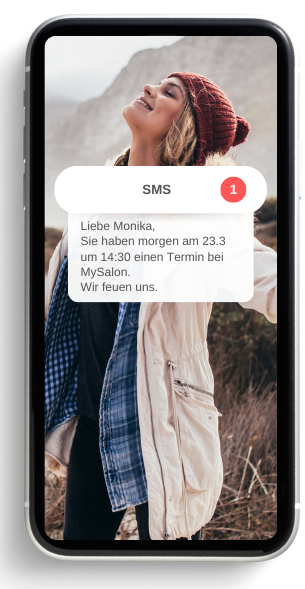 SMS
1
Liebe Monika,
Sie haben morgen am 23.3
um 14:30 einen Termin bei
MySalon.
Wir feuen uns.